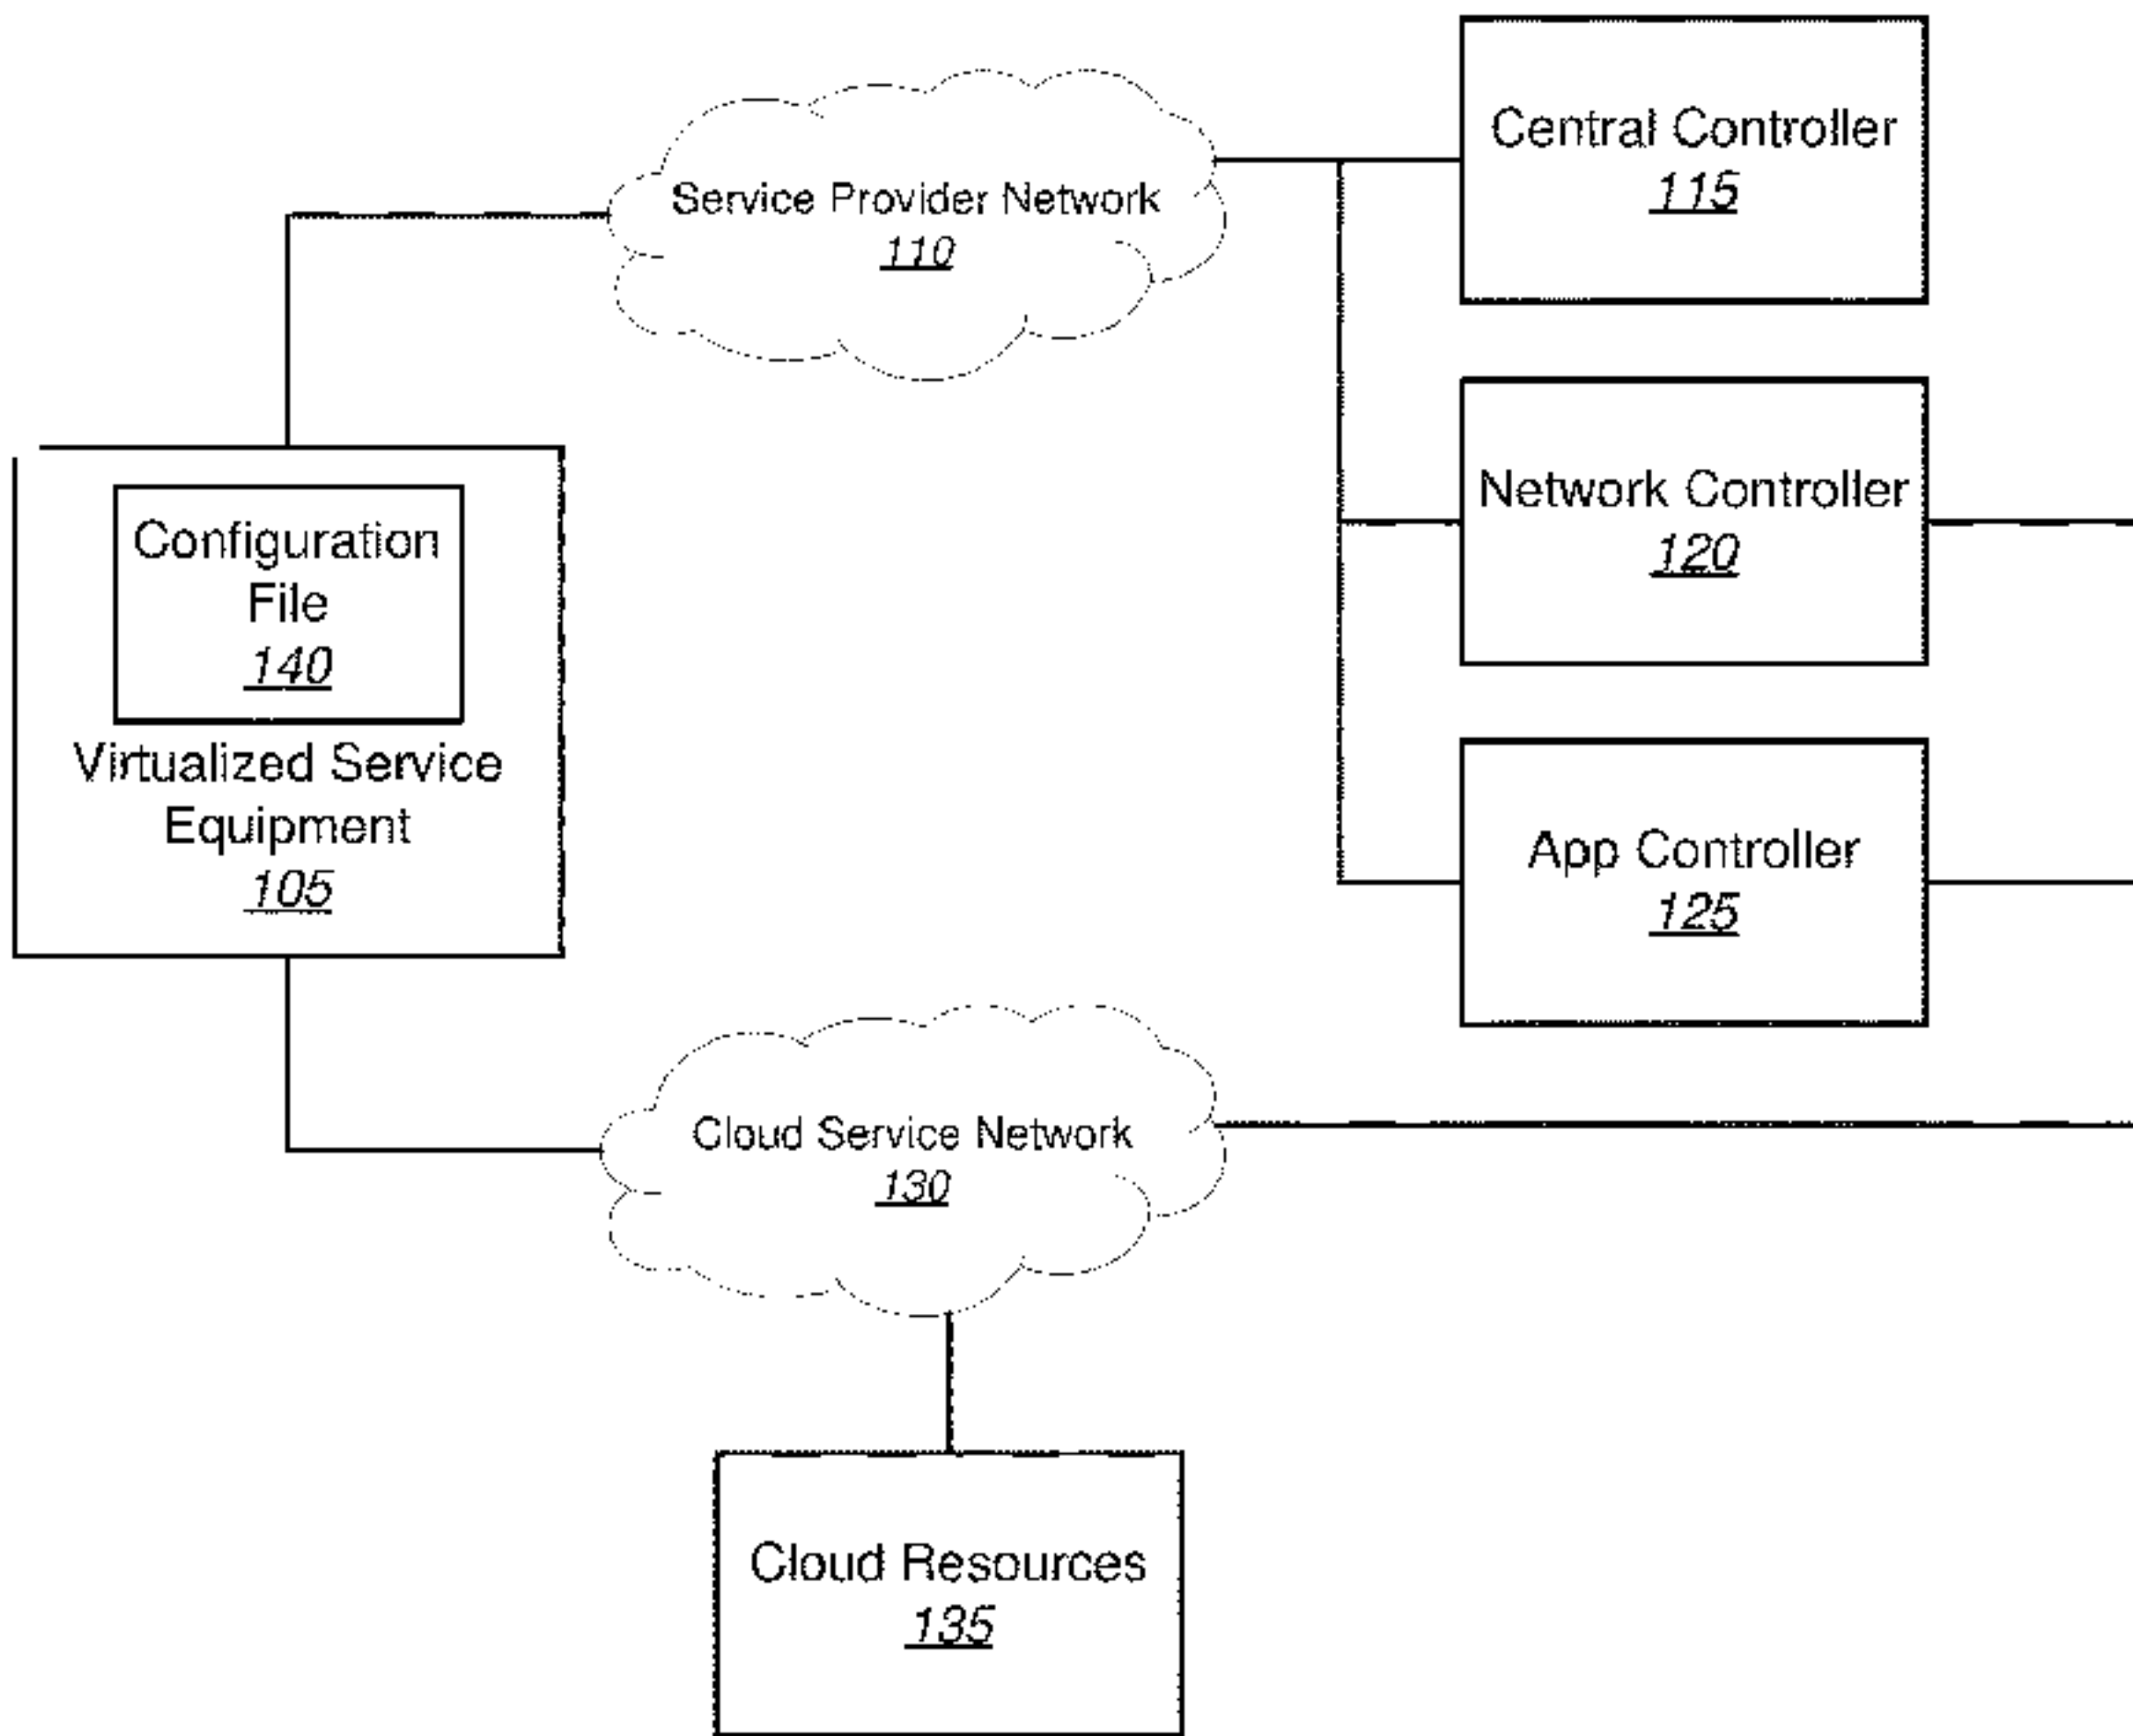 Central Controller
115
Service Provider Network
110
Network Controller
120
Configuration
File
140
Virtualized Service
Equipment
105
App Controller
125
Cloud Service Network
130
Cloud Resources
135